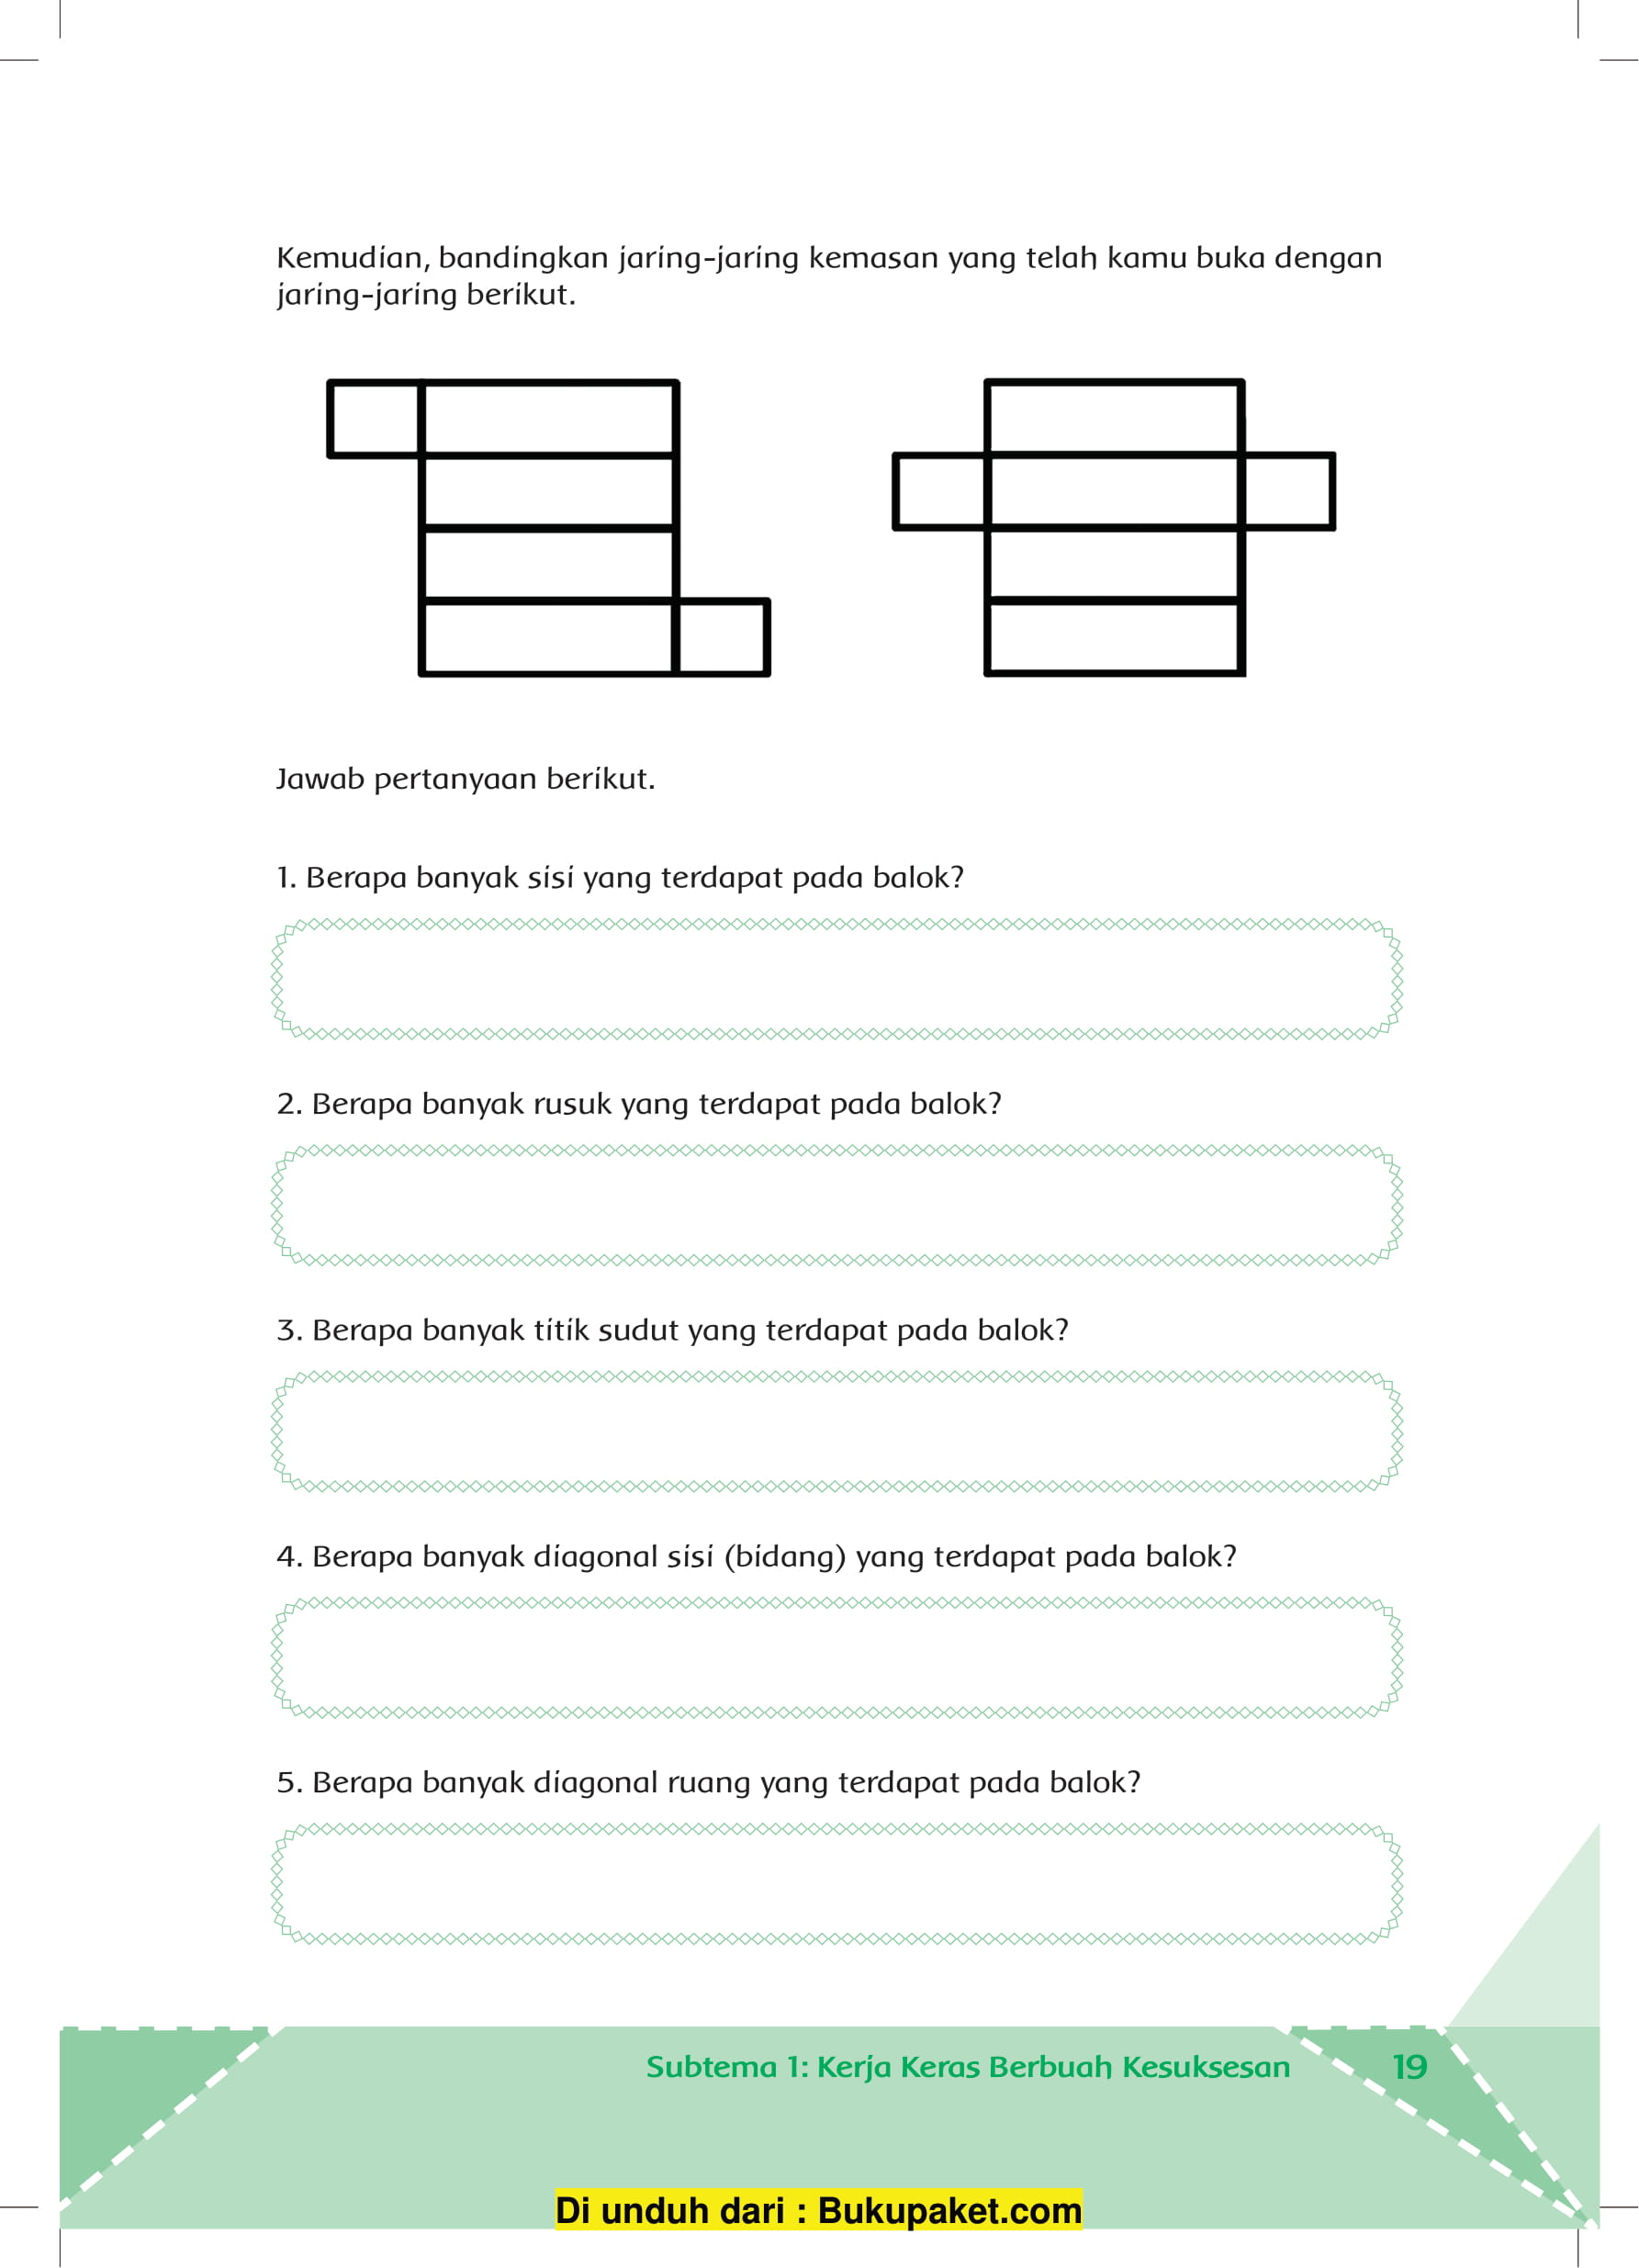 Kemudian, bandingkan jaring-jaring kemasan yang telah kamu buka dengan
jaring-jaring berikut.
Jawab pertanyaan berikut.
1. Berapa banyak sisi yang terdapat pada balok?
2. Berapa banyak rusuk yang terdapat pada balok?
3. Berapa banyak titik sudut yang terdapat pada balok?
4. Berapa banyak diagonal sisi (bidang) yang terdapat pada balok?
5. Berapa banyak diagonal ruang yang terdapat pada balok?
Subtema 1: Kerja Keras Berbuah Kesuksesan 19
Di unduh dari : Bukupaket.com